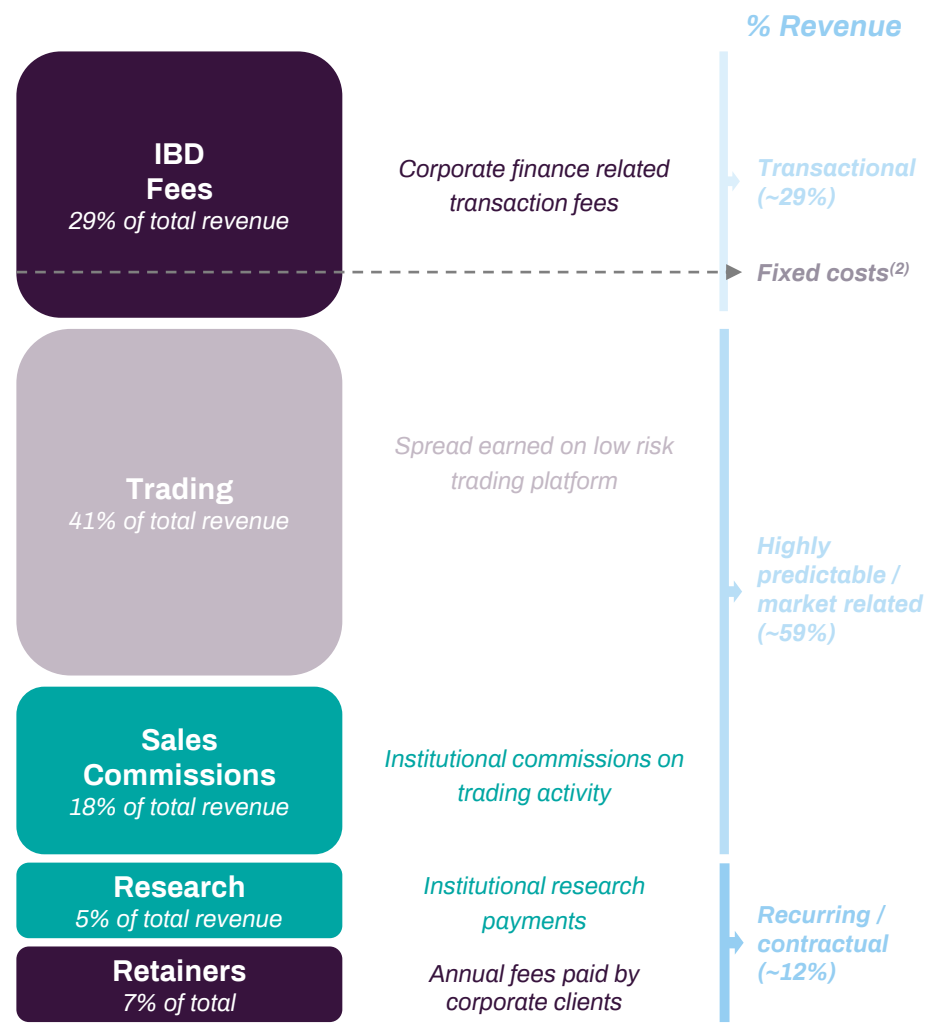 % Revenue
IBD
Fees
29% of total revenue
Corporate finance related
transaction fees
Transactional
(~29%)
Fixed costs(2)
Trading
41% of total revenue
Spread earned on low risk
trading platform
Highly
predictable /
market related
(~59%)
Sales
Commissions
18% of total revenue
Institutional commissions on
trading activity
Research
5% of total revenue
Institutional research
payments
Recurring /
contractual
(~12%)
Retainers
7% of total
Annual fees paid by
corporate clients